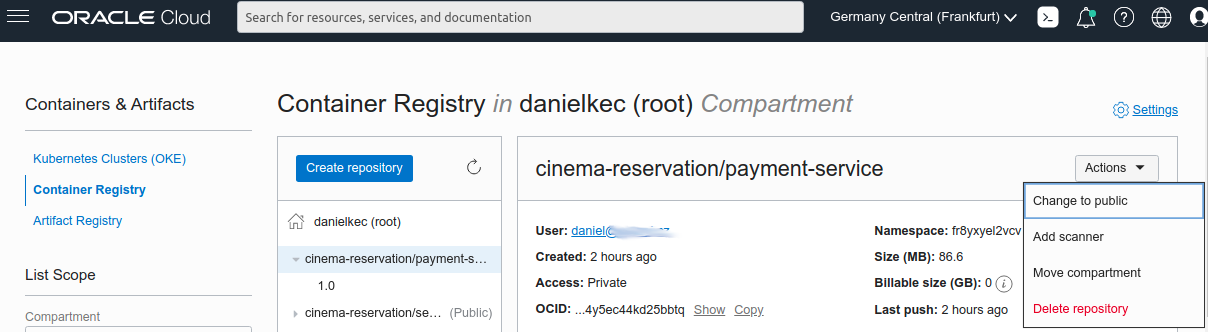 ORACLE Cloud
Search for resources, services, and documentation
Germany Central (Frankfurt)
Containers & Artifacts
Kubernetes Clusters (OKE)
Container Registry
Artifact Registry
List Scope
Compartment
Container Registry in danielkec (root) Compartment
Settings
Create repository
danielkec (root)
cinema-reservation/payment-s...
1.0
cinema-reservation/se... (Public)
cinema-reservation/payment-service
Actions
Change to public
Add scanner
Move compartment
Delete repository
User: daniel@
Created: 2 hours ago
Access: Private
OCID: ...4y5ec44kd25bbtq Show Copy
Namespace: fr8yxyel2vcv
Size (MB): 86.6
Billable size (GB): 0
Last push: 2 hours ago